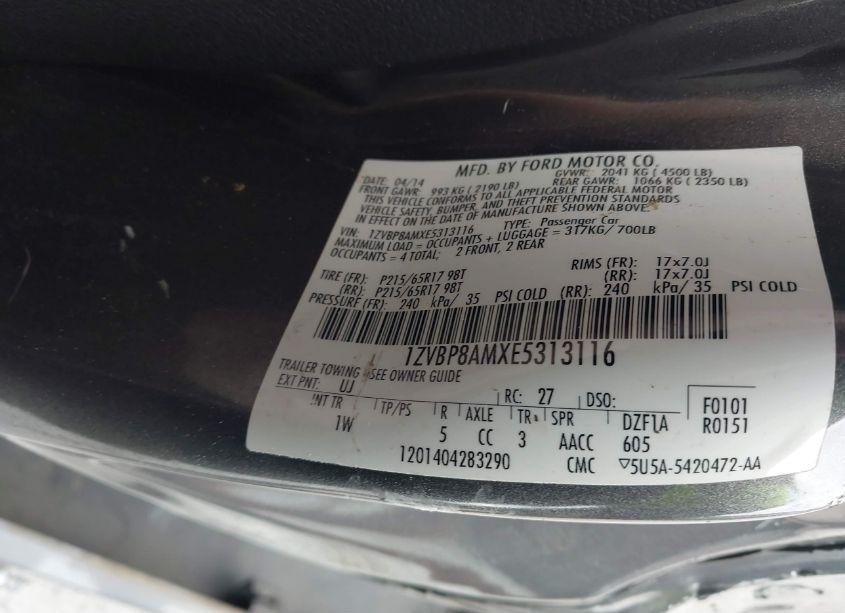 MFD. BY FORD MOTOR CO.
DATE: 04/14 GVWR: 2041 KG ( 4500 LB)
FRONT GAWR: 993 KG ( 2190 LB) REAR GAWR: 1066 KG ( 2350 LB)
THIS VEHICLE CONFORMS TO ALL APPLICABLE FEDERAL MOTOR
VEHICLE SAFETY, BUMPER, AND THEFT PREVENTION STANDARDS
IN EFFECT ON THE DATE OF MANUFACTURE SHOWN ABOVE.
VIN: 1ZVBP8AMXE5313116 TYPE: Passenger Car
MAXIMUM LOAD = OCCUPANTS + LUGGAGE = 317KG/ 700LB
OCCUPANTS = 4 TOTAL; 2 FRONT, 2 REAR
TIRE (FR): P215/65R17 98T RIMS (FR): 17x7.0J
(RR): P215/65R17 98T (RR): 17x7.0J
PRESSURE (FR): 240 kPa/ 35 PSI COLD (RR): 240 kPa/ 35 PSI COLD
1ZVBP8AMXE5313116
TRAILER TOWING - SEE OWNER GUIDE
EXT PNT: UJ RC: 27 DSO: F0101
INT TR TP/PS R AXLE TR SPR DZF1A R0151
1W 5 CC 3 AACC 605
1201404283290 CMC ▽5U5A-5420472-AA